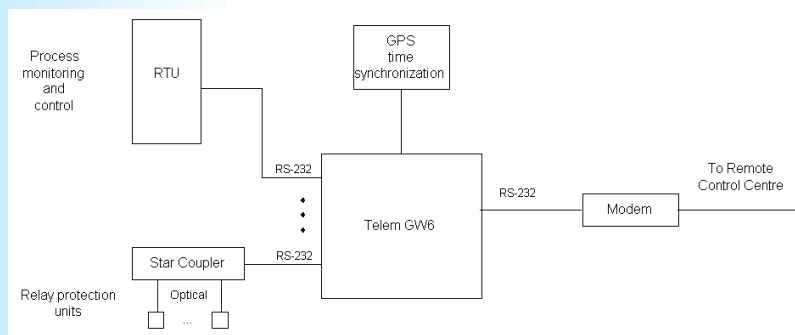 Process
monitoring
and
control
RTU
GPS
time
synchronization
RS-232
RS-232
To Remote
Control Centre
Telem GW6
Modem
Star Coupler
RS-232
Relay protection
units
Optical
...